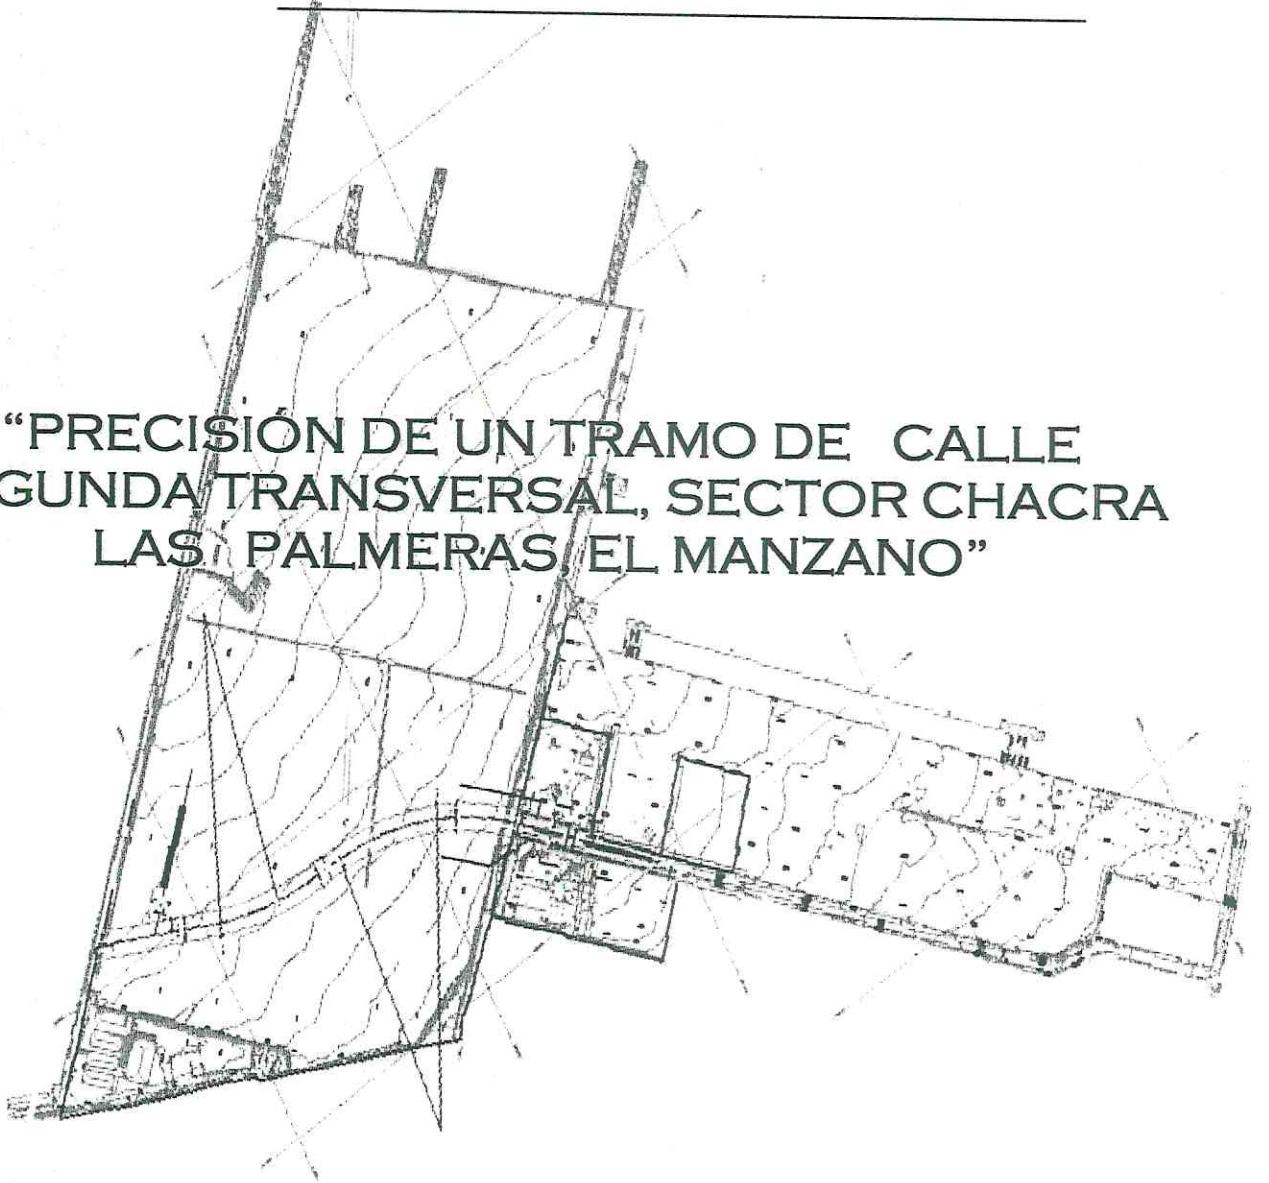 “PRECISIÓN DE UN TRAMO DE CALLE
GUNDA TRANSVERSAL, SECTOR CHACRA
LAS PALMERAS, EL MANZANO”